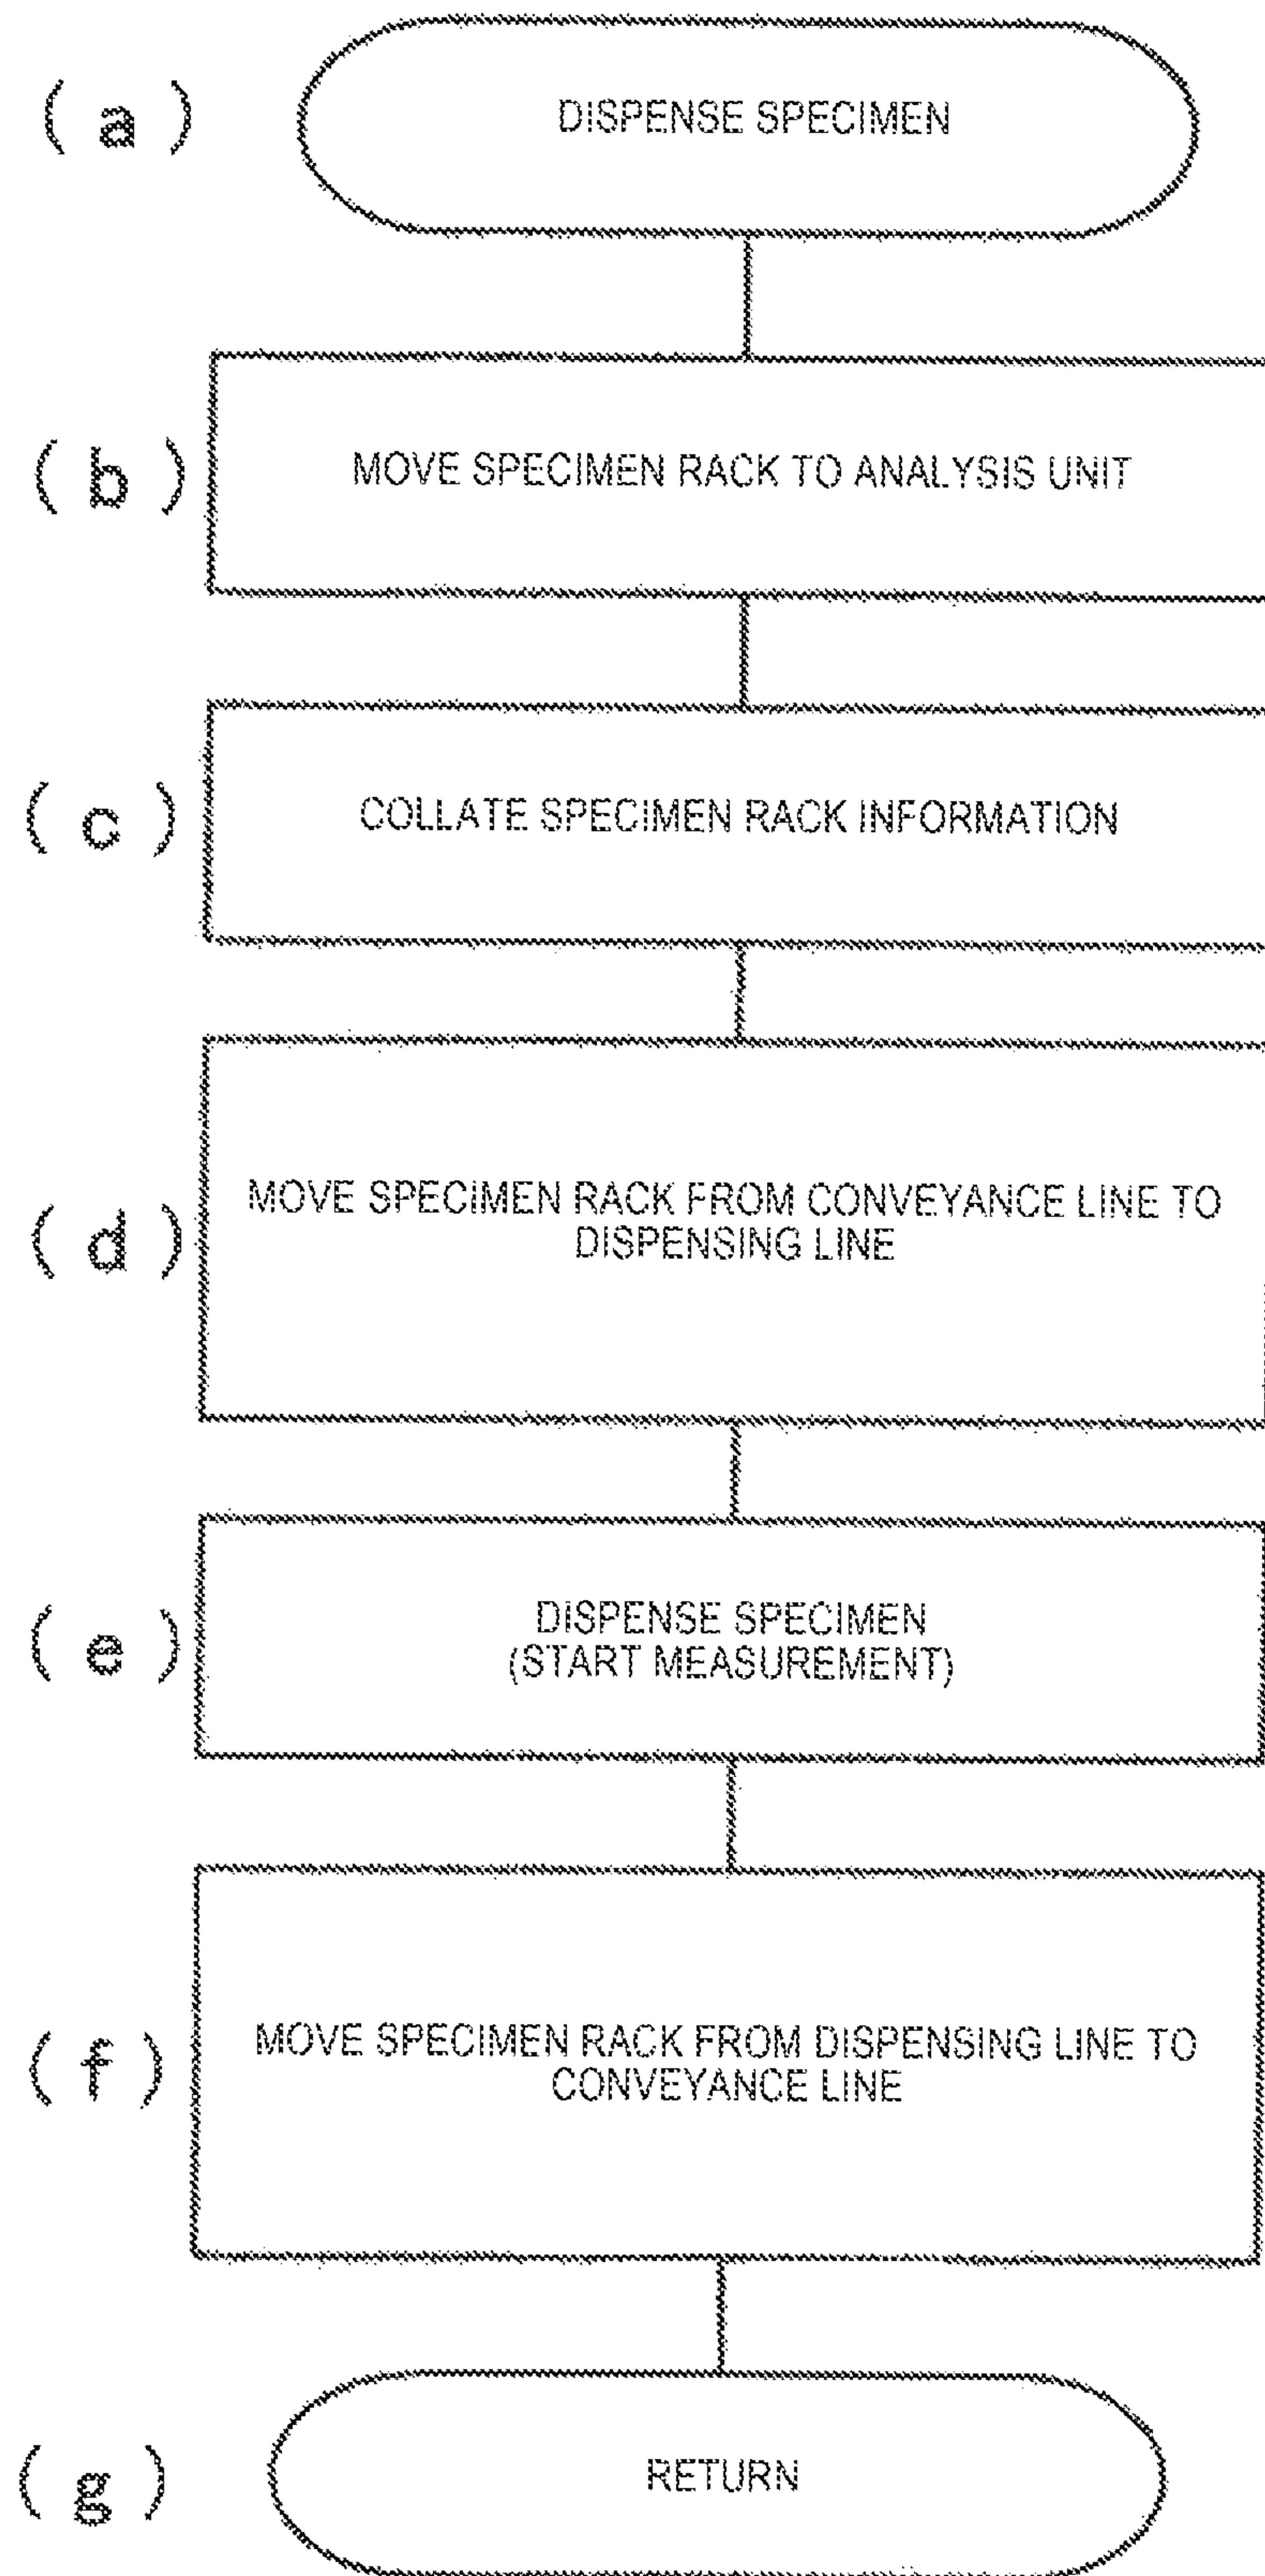 (a) DISPENSE SPECIMEN
(b) MOVE SPECIMEN RACK TO ANALYSIS UNIT
(c) COLLATE SPECIMEN RACK INFORMATION
(d) MOVE SPECIMEN RACK FROM CONVEYANCE LINE TO
DISPENSING LINE
(e) DISPENSE SPECIMEN
(START MEASUREMENT)
(f) MOVE SPECIMEN RACK FROM DISPENSING LINE TO
CONVEYANCE LINE
(g) RETURN